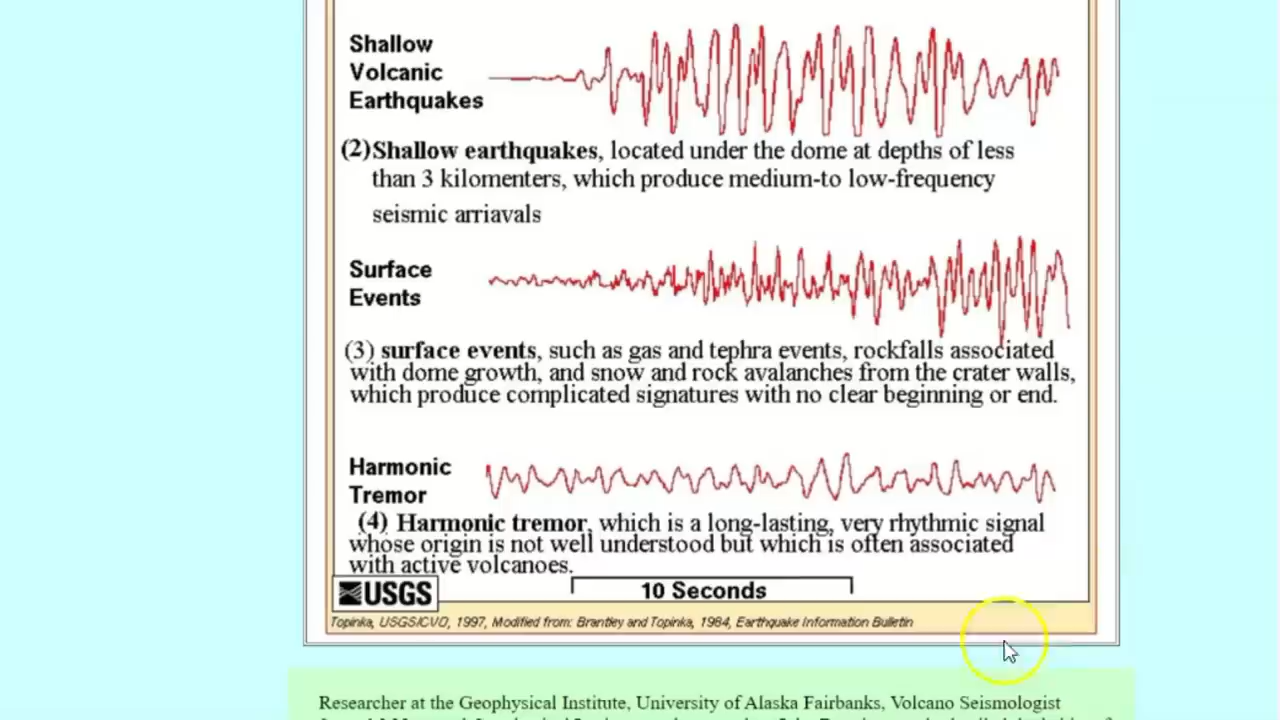 Shallow
Volcanic
Earthquakes
(2)Shallow earthquakes, located under the dome at depths of less
than 3 kilomenters, which produce medium-to low-frequency
seismic arriavals
Surface
Events
(3) surface events, such as gas and tephra events, rockfalls associated
with dome growth, and snow and rock avalanches from the crater walls,
which produce complicated signatures with no clear beginning or end.
Harmonic
Tremor
(4) Harmonic tremor, which is a long-lasting, very rhythmic signal
whose origin is not well understood but which is often associated
with active volcanoes.
USGS
10 Seconds
Topinka, USGS/CVO, 1997, Modified from: Brantley and Topinka, 1984, Earthquake Information Bulletin
Researcher at the Geophysical Institute, University of Alaska Fairbanks, Volcano Seismologist